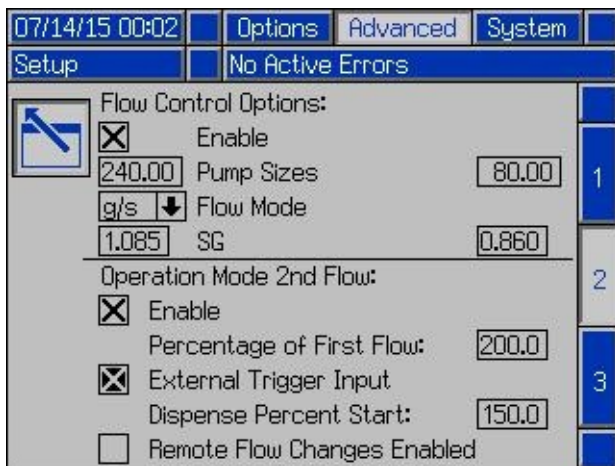 07/14/15 00:02 Options Advanced System
Setup No Active Errors
Flow Control Options:
Enable
240.00 Pump Sizes 80.00
g/s Flow Mode
1.085 SG 0.860
Operation Mode 2nd Flow:
Enable
Percentage of First Flow: 200.0
External Trigger Input
Dispense Percent Start: 150.0
Remote Flow Changes Enabled
1
2
3